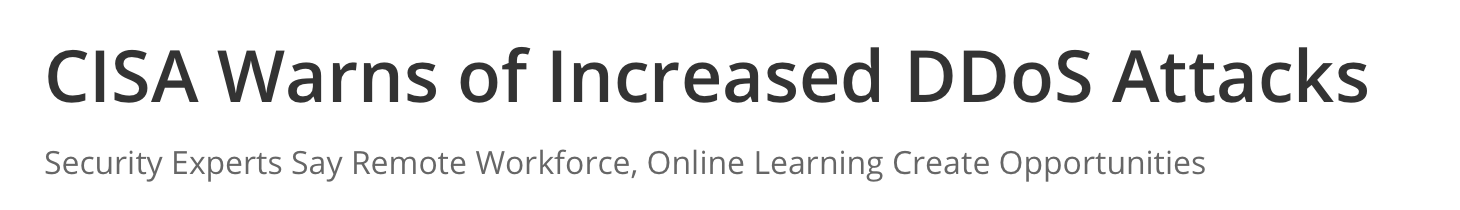 CISA Warns of Increased DDoS Attacks
Security Experts Say Remote Workforce, Online Learning Create Opportunities